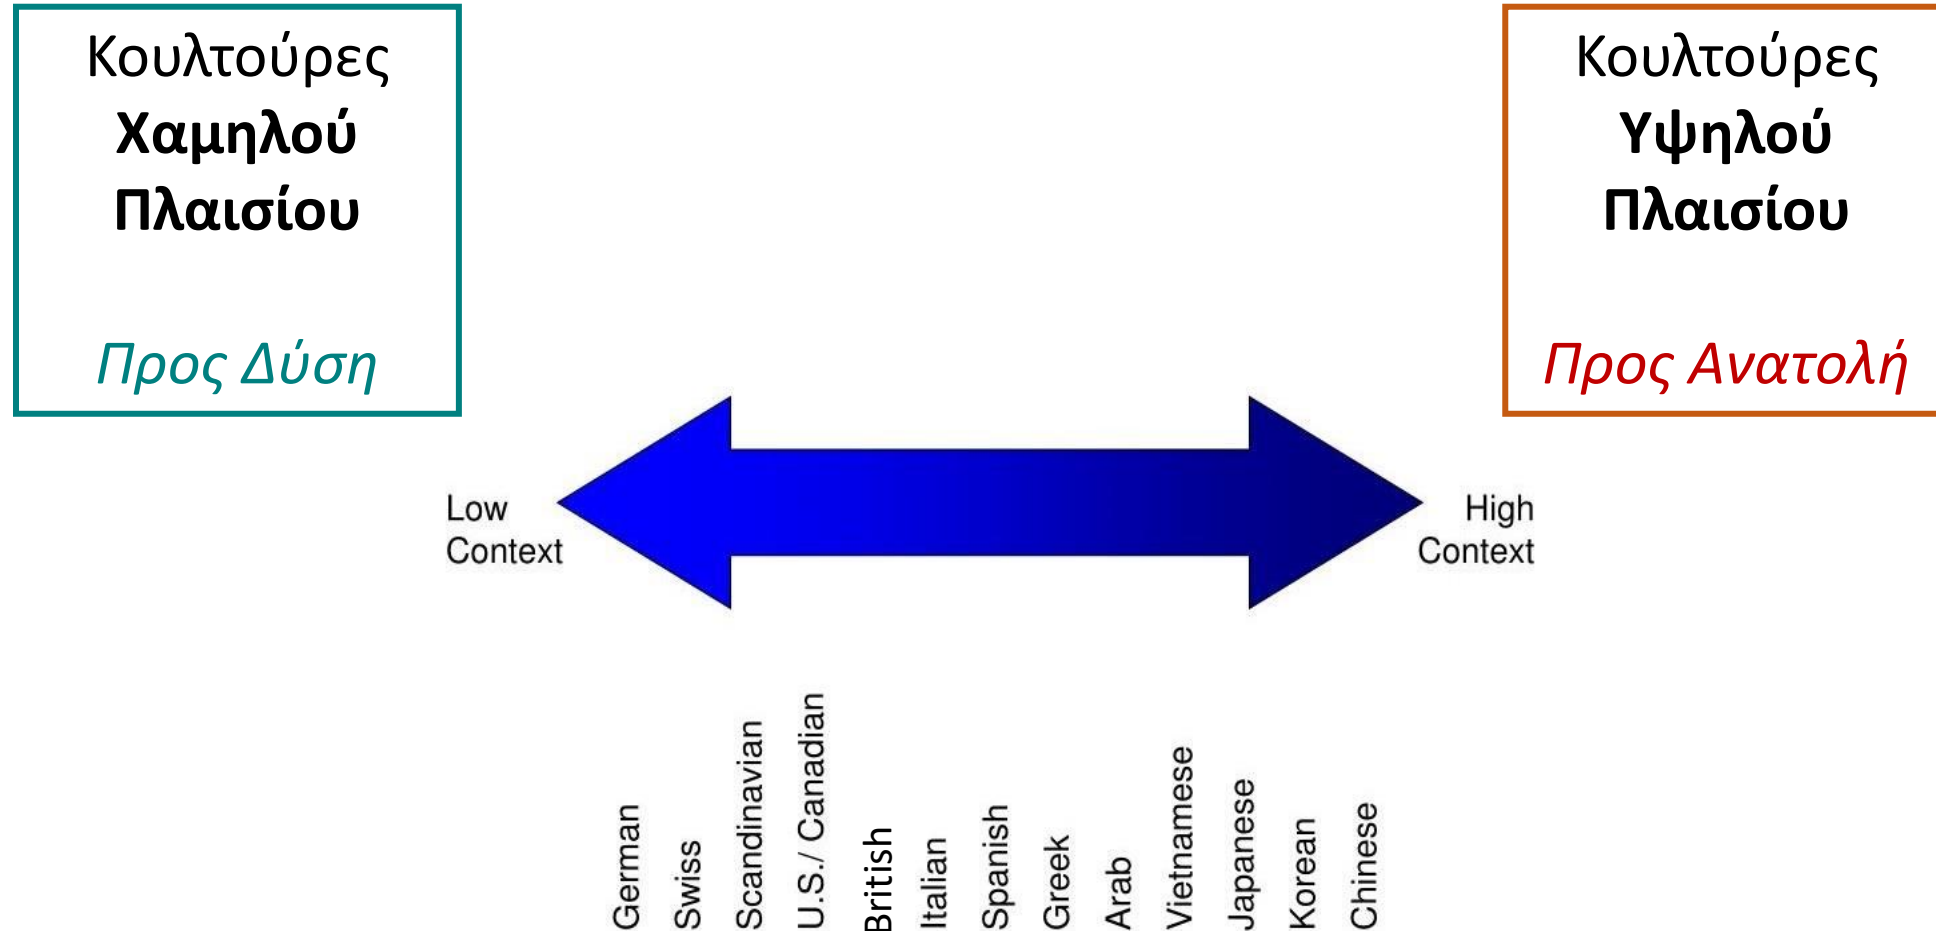 Κουλτούρες
Χαμηλού
Πλαισίου
Προς Δύση
Κουλτούρες
Υψηλού
Πλαισίου
Προς Ανατολή
Low
Context
High
Context
German
Swiss
Scandinavian
U.S./ Canadian
British
Italian
Spanish
Greek
Arab
Vietnamese
Japanese
Korean
Chinese